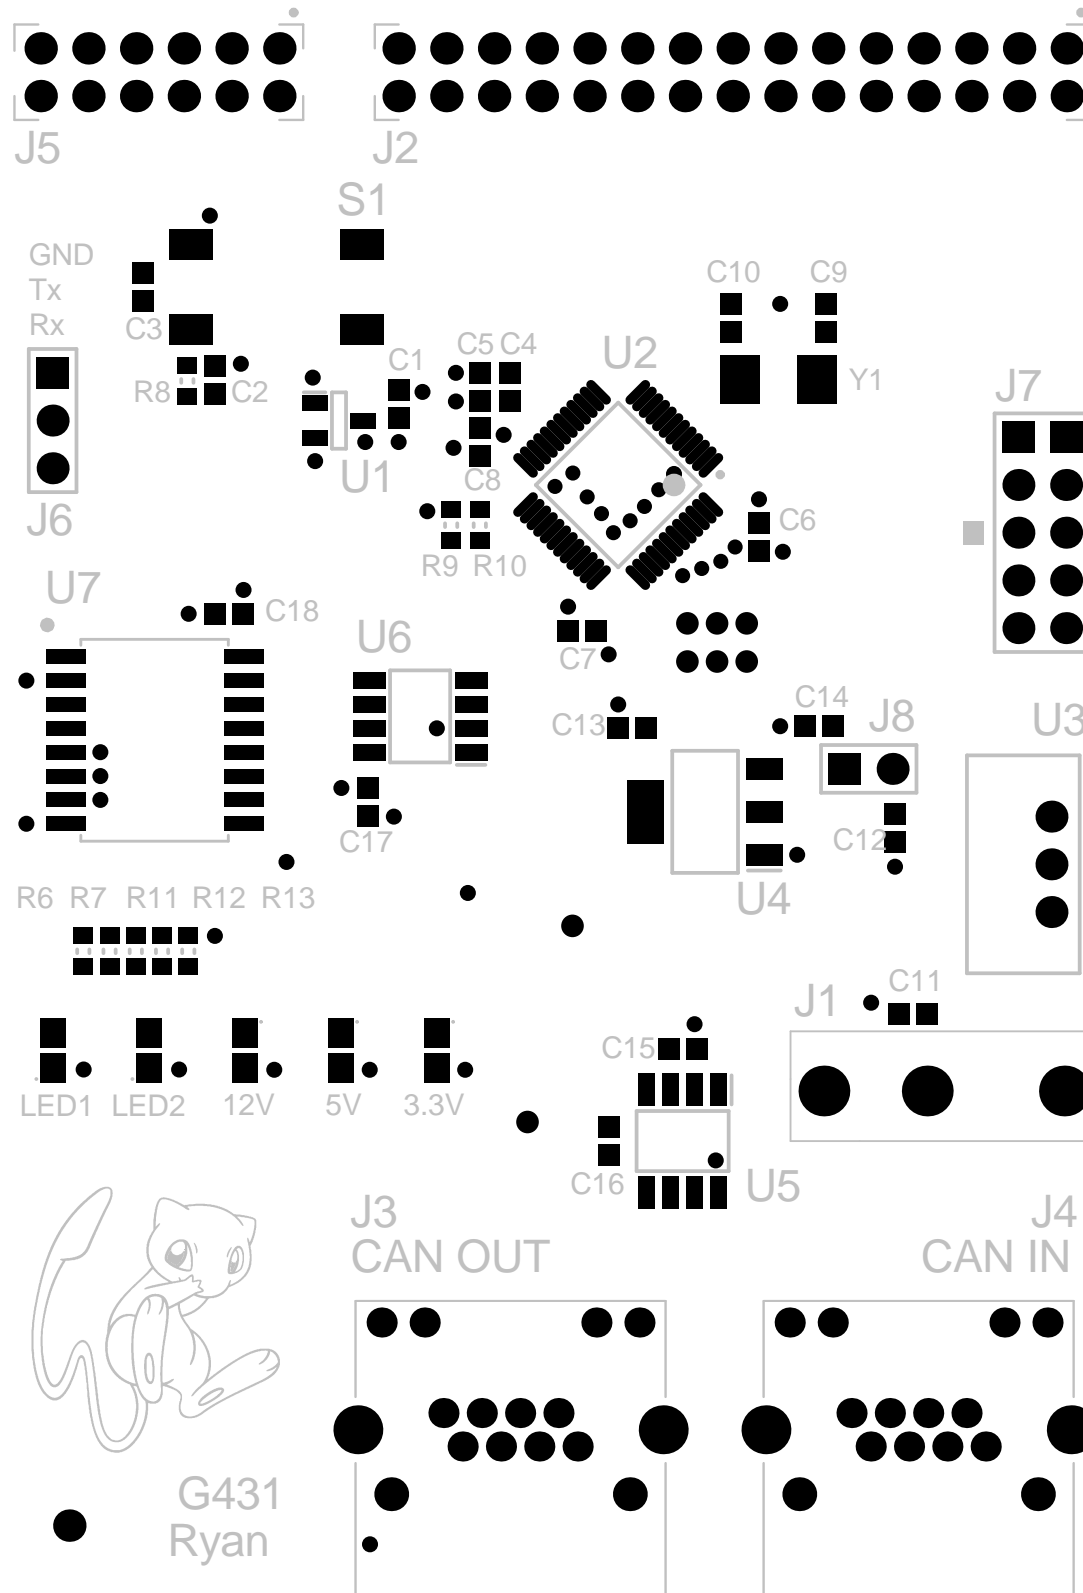 J5
J2
S1
GND
Tx
Rx
C3
C10
C9
C1
C5
C4
U2
R8
C2
Y1
J7
U1
C8
J6
C6
R9
R10
U7
C18
U6
C7
C13
C14
J8
U3
C17
C12
U4
R6
R7
R11
R12
R13
C11
J1
C15
LED1
LED2
12V
5V
3.3V
C16
U5
J3
CAN OUT
J4
CAN IN
G431
Ryan